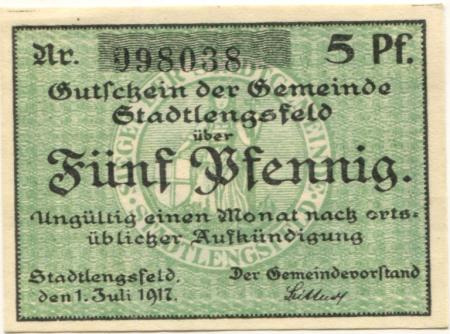 Nr. 998038. 5 Pf.
Gutschein der Gemeinde
Stadtlengsfeld
über
Fünf Pfennig.
Ungültig einen Monat nach orts-
üblicher Aufkündigung
Stadtlengsfeld, Der Gemeindevorstand
den 1. Juli 1917.